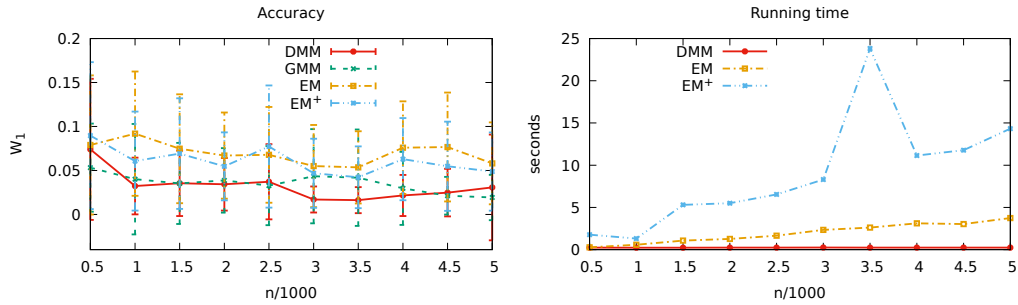 Accuracy
W1
0.2
0.15
0.1
0.05
0
DMM
GMM
EM
EM+
0.5 1 1.5 2 2.5 3 3.5 4 4.5 5
n/1000
Running time
seconds
25
20
15
10
5
0
DMM
EM
EM+
0.5 1 1.5 2 2.5 3 3.5 4 4.5 5
n/1000